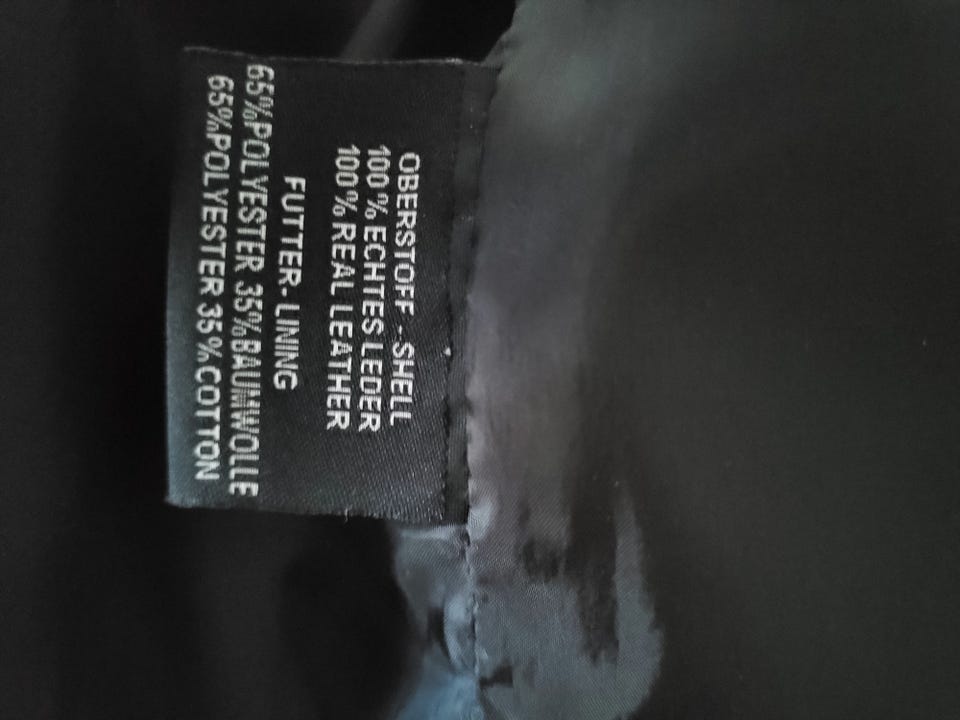 OBERSTOFF -SHELL
100% ECHTES LEDER
100% REAL LEATHER
FUTTER-LINING
65%POLYESTER 35%BAUMWOLLE
65%POLYESTER 35%COTTON